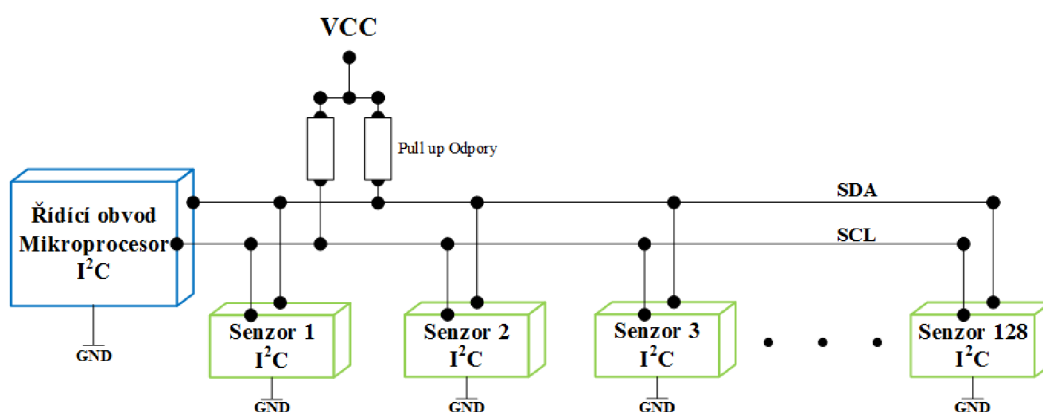 VCC
Pull up Odpory
SDA
SCL
Řídící obvod
Mikroprocesor
I²C
GND
Senzor 1
I²C
GND
Senzor 2
I²C
GND
Senzor 3
I²C
GND
Senzor 128
I²C
GND